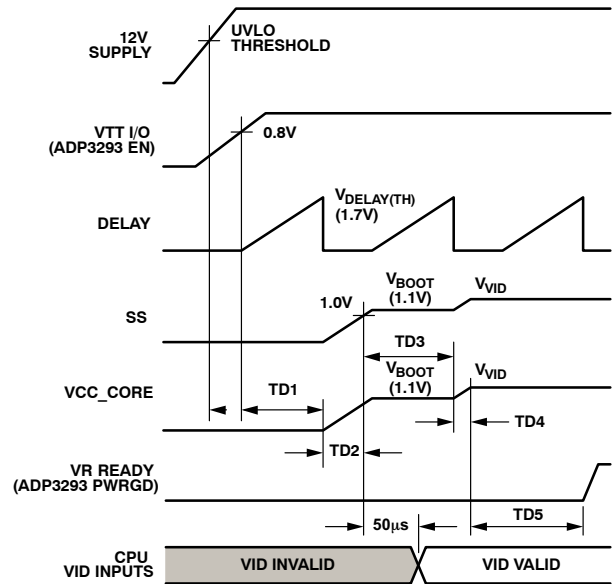 12V
SUPPLY
UVLO
THRESHOLD
VTT I/O
(ADP3293 EN)
0.8V
DELAY
VDELAY(TH)
(1.7V)
SS
1.0V
VBOOT
(1.1V)
VVID
TD3
VCC_CORE
TD1
VBOOT
(1.1V)
VVID
TD4
TD2
VR READY
(ADP3293 PWRGD)
50µs
TD5
CPU
VID INPUTS
VID INVALID
VID VALID